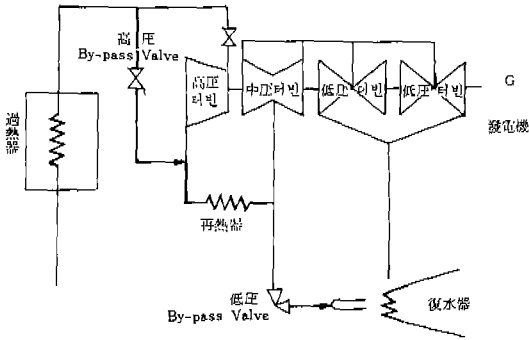 高圧
By-pass Valve
高圧
터빈
中圧터빈
低圧 터빈
低圧 터빈
G
發電機
過熱器
再熱器
低圧
By-pass Valve
復水器